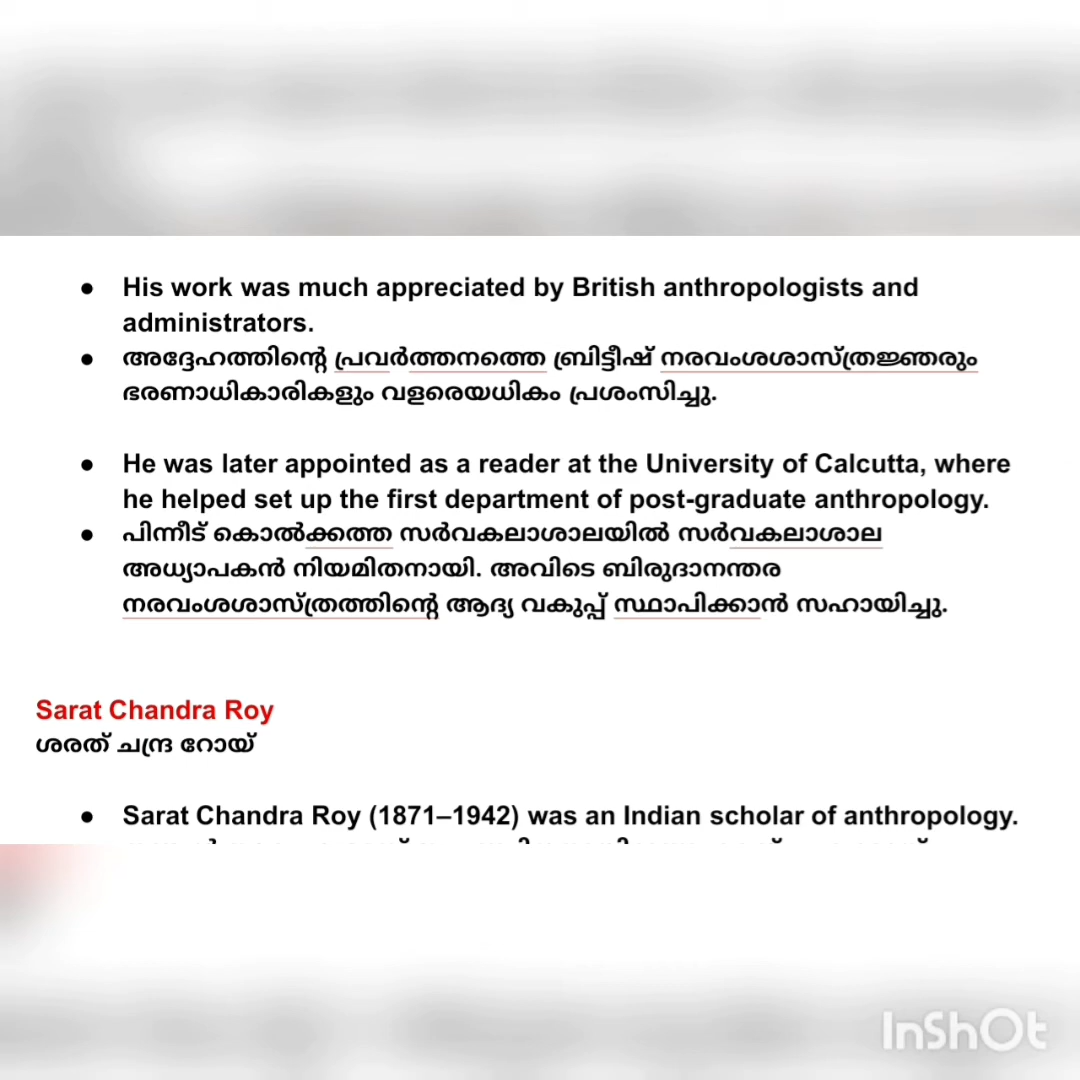 ● His work was much appreciated by British anthropologists and
administrators.
● അദ്ദേഹത്തിന്റെ പ്രവർത്തനത്തെ ബ്രിട്ടീഷ് നരവംശശാസ്ത്രജ്ഞരും
ഭരണാധികാരികളും വളരെയധികം പ്രശംസിച്ചു.
● He was later appointed as a reader at the University of Calcutta, where
he helped set up the first department of post-graduate anthropology.
● പിന്നീട് കൊൽക്കത്ത സർവകലാശാലയിൽ സർവകലാശാല
അധ്യാപകൻ നിയമിതനായി. അവിടെ ബിരുദാനന്തര
നരവംശശാസ്ത്രത്തിന്റെ ആദ്യ വകുപ്പ് സ്ഥാപിക്കാൻ സഹായിച്ചു.
Sarat Chandra Roy
ശരത് ചന്ദ്ര റോയ്
● Sarat Chandra Roy (1871–1942) was an Indian scholar of anthropology.
InShOt